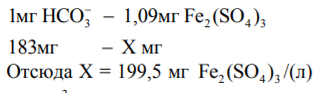 1мг HCO₃⁻ – 1,09мг Fe₂(SO₄)₃
183мг – X мг
Отсюда X = 199,5 мг Fe₂(SO₄)₃/(л)